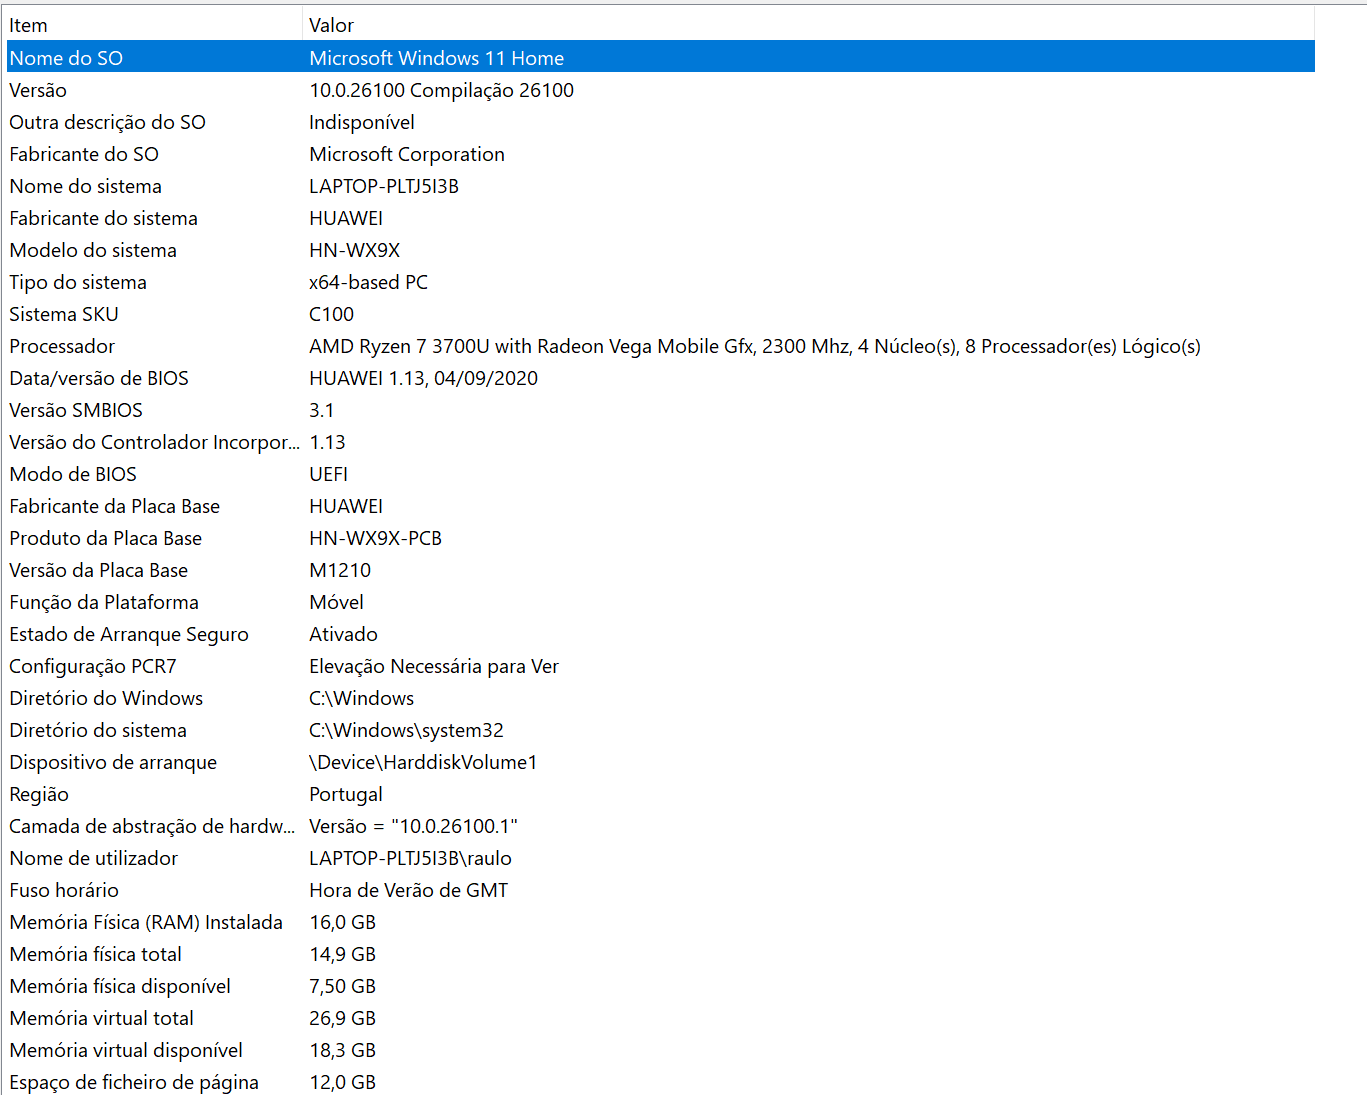 Item Valor
Nome do SO Microsoft Windows 11 Home
Versão 10.0.26100 Compilação 26100
Outra descrição do SO Indisponível
Fabricante do SO Microsoft Corporation
Nome do sistema LAPTOP-PLTJ5I3B
Fabricante do sistema HUAWEI
Modelo do sistema HN-WX9X
Tipo do sistema x64-based PC
Sistema SKU C100
Processador AMD Ryzen 7 3700U with Radeon Vega Mobile Gfx, 2300 Mhz, 4 Núcleo(s), 8 Processador(es) Lógico(s)
Data/versão de BIOS HUAWEI 1.13, 04/09/2020
Versão SMBIOS 3.1
Versão do Controlador Incorpor... 1.13
Modo de BIOS UEFI
Fabricante da Placa Base HUAWEI
Produto da Placa Base HN-WX9X-PCB
Versão da Placa Base M1210
Função da Plataforma Móvel
Estado de Arranque Seguro Ativado
Configuração PCR7 Elevação Necessária para Ver
Diretório do Windows C:\Windows
Diretório do sistema C:\Windows\system32
Dispositivo de arranque \Device\HarddiskVolume1
Região Portugal
Camada de abstração de hardw... Versão = "10.0.26100.1"
Nome de utilizador LAPTOP-PLTJ5I3B\raulo
Fuso horário Hora de Verão de GMT
Memória Física (RAM) Instalada 16,0 GB
Memória física total 14,9 GB
Memória física disponível 7,50 GB
Memória virtual total 26,9 GB
Memória virtual disponível 18,3 GB
Espaço de ficheiro de página 12,0 GB